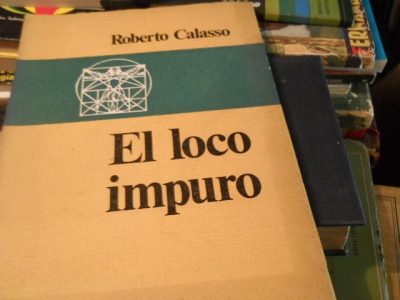 Roberto Calasso
El loco
impuro